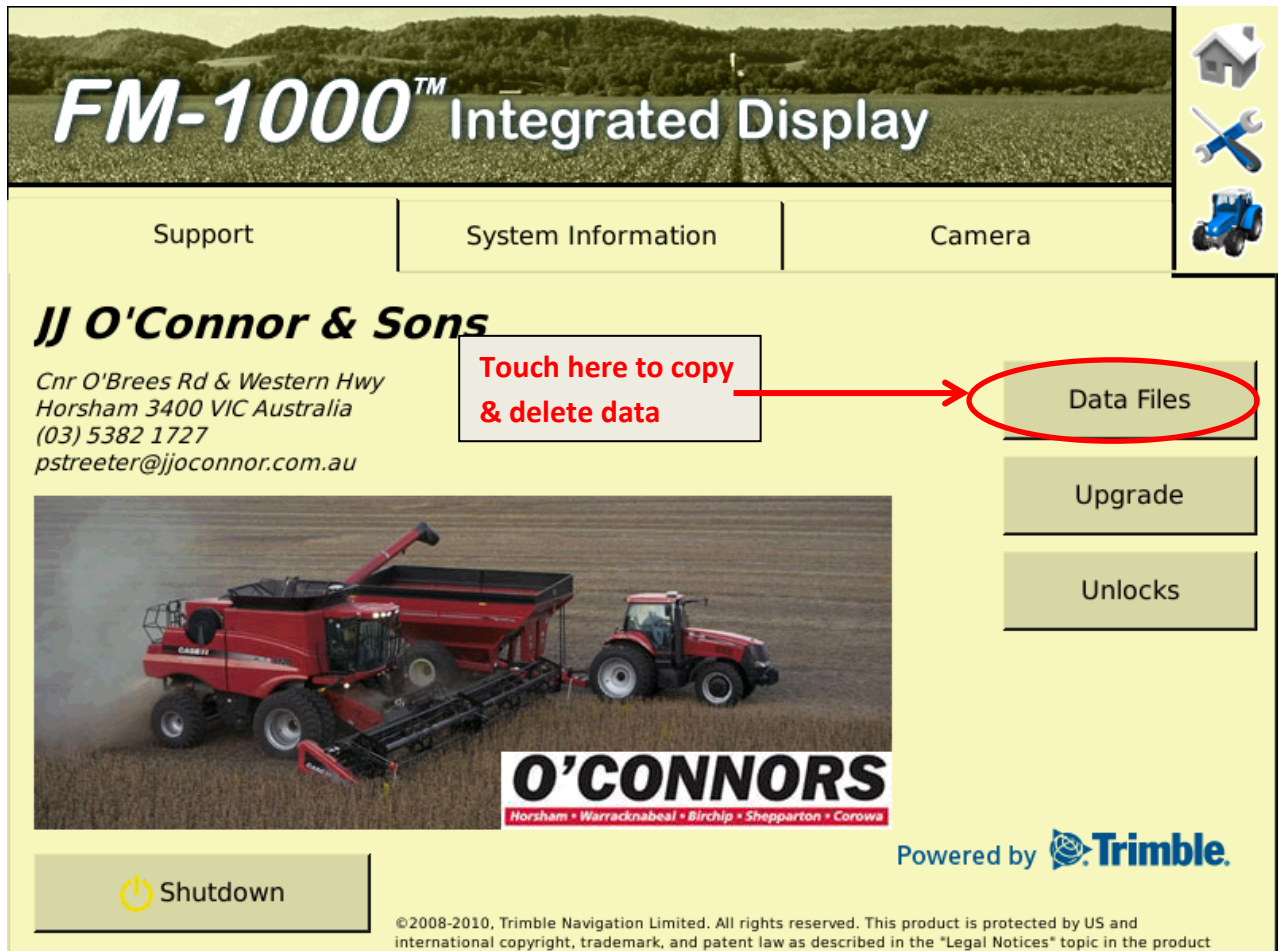 FM-1000™ Integrated Display
Support
System Information
Camera
JJ O'Connor & Sons
Cnr O'Brees Rd & Western Hwy
Horsham 3400 VIC Australia
(03) 5382 1727
pstreeter@jjoconnor.com.au
Touch here to copy
& delete data
Data Files
Upgrade
Unlocks
CASE IH
O'CONNORS
Horsham • Warracknabeal • Birchip • Shepparton • Corowa
Powered by Trimble.
Shutdown
©2008-2010, Trimble Navigation Limited. All rights reserved. This product is protected by US and
international copyright, trademark, and patent law as described in the "Legal Notices" topic in the product